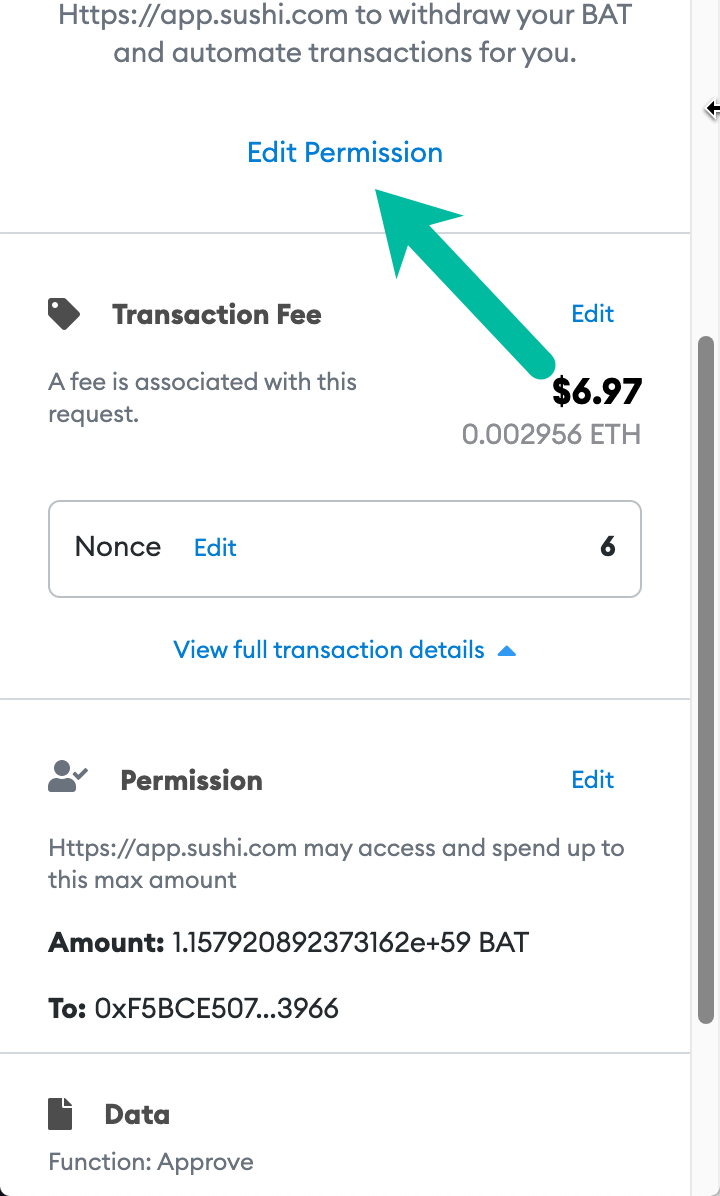 Https://app.sushi.com to withdraw your BAT
and automate transactions for you.
Edit Permission
Transaction Fee
Edit
A fee is associated with this
request.
$6.97
0.002956 ETH
Nonce Edit 6
View full transaction details
Permission
Edit
Https://app.sushi.com may access and spend up to
this max amount
Amount: 1.157920892373162e+59 BAT
To: 0xF5BCE507...3966
Data
Function: Approve